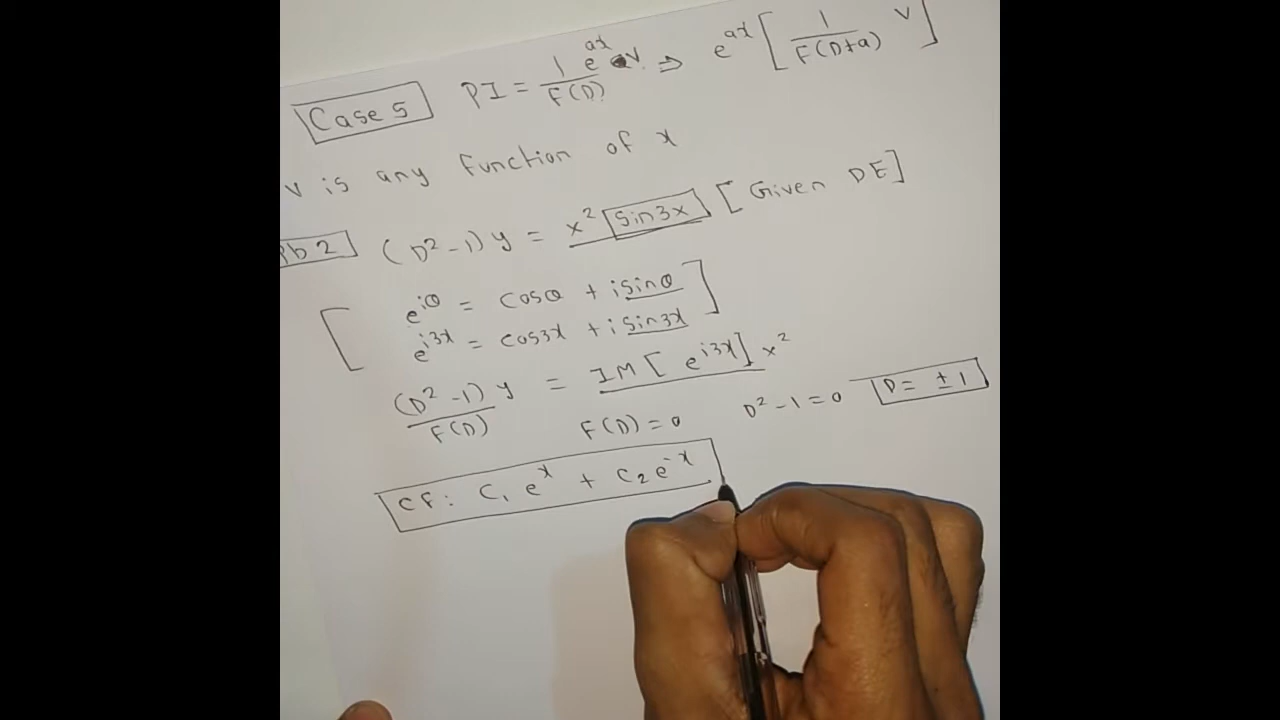 Case 5 PI = 1/F(D) e^{ax} V. ⇒ e^{ax} [ 1/F(D+a) V ]
V is any function of x
Pb 2 (D² - 1) y = x² Sin3x [Given DE]
[ e^{iθ} = cosθ + i sinθ
e^{i3x} = cos3x + i sin3x ]
(D² - 1) y = IM [ e^{i3x} ] x²
F(D) F(D) = 0 D² - 1 = 0 D = ± 1
CF: C₁ e^x + C₂ e^{-x}